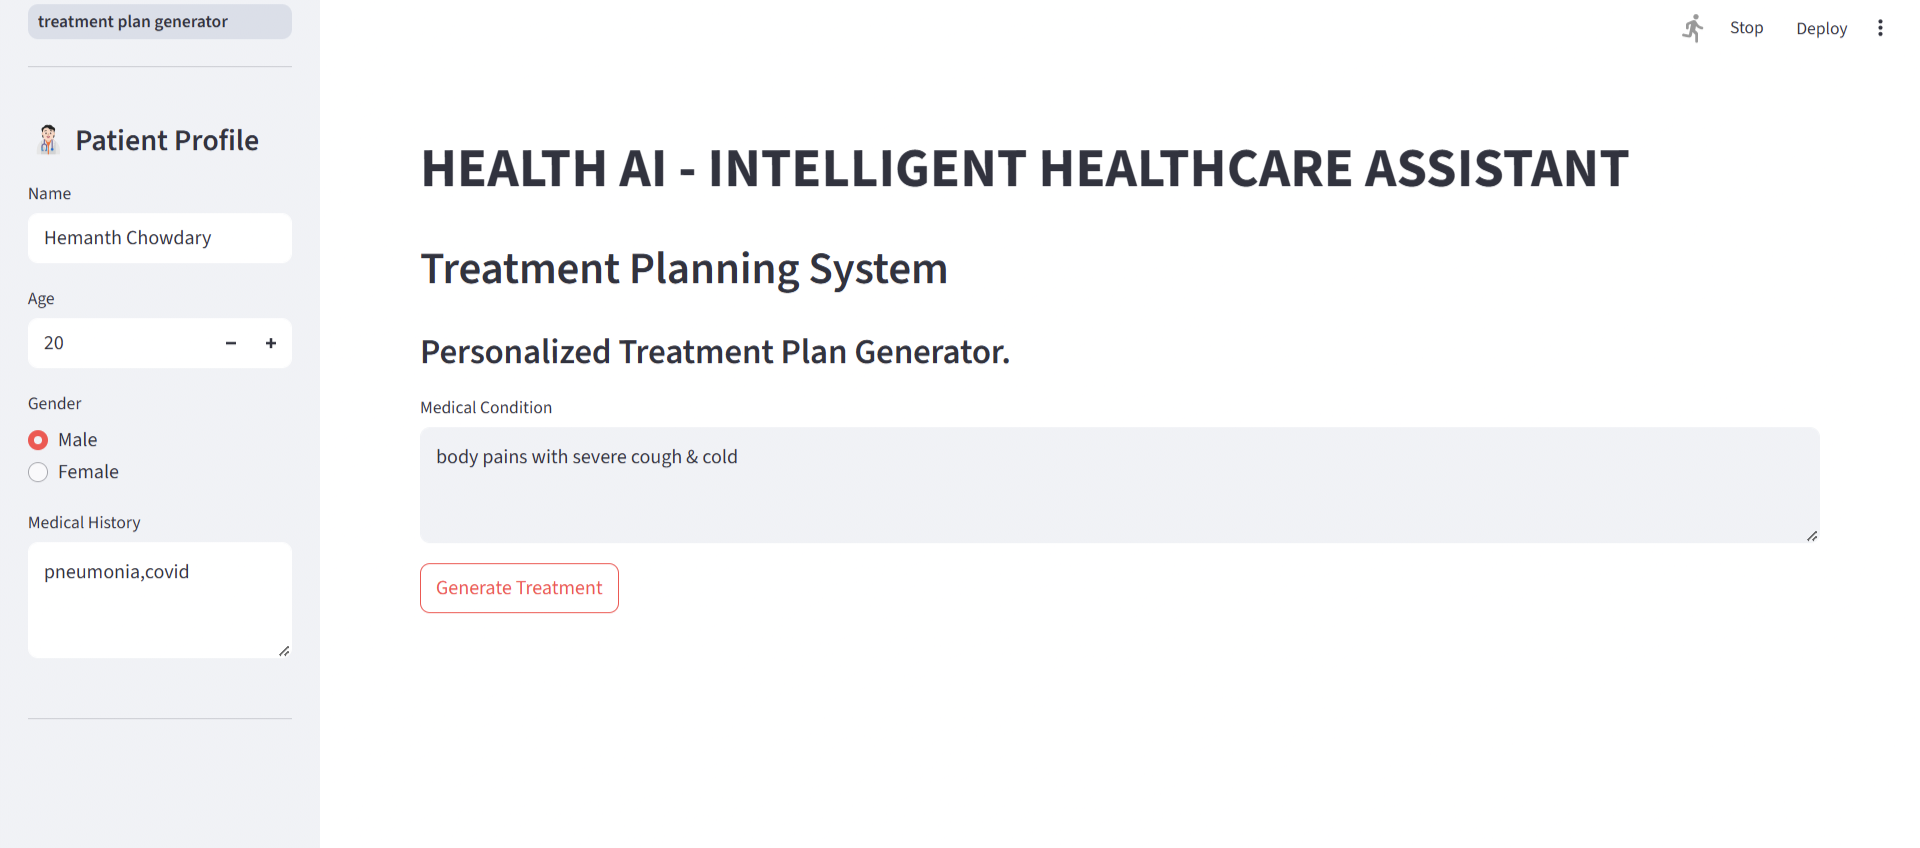 treatment plan generator
Patient Profile
Name
Hemanth Chowdary
Age
20
Gender
Male
Female
Medical History
pneumonia,covid
Stop
Deploy
HEALTH AI - INTELLIGENT HEALTHCARE ASSISTANT
Treatment Planning System
Personalized Treatment Plan Generator.
Medical Condition
body pains with severe cough & cold
Generate Treatment